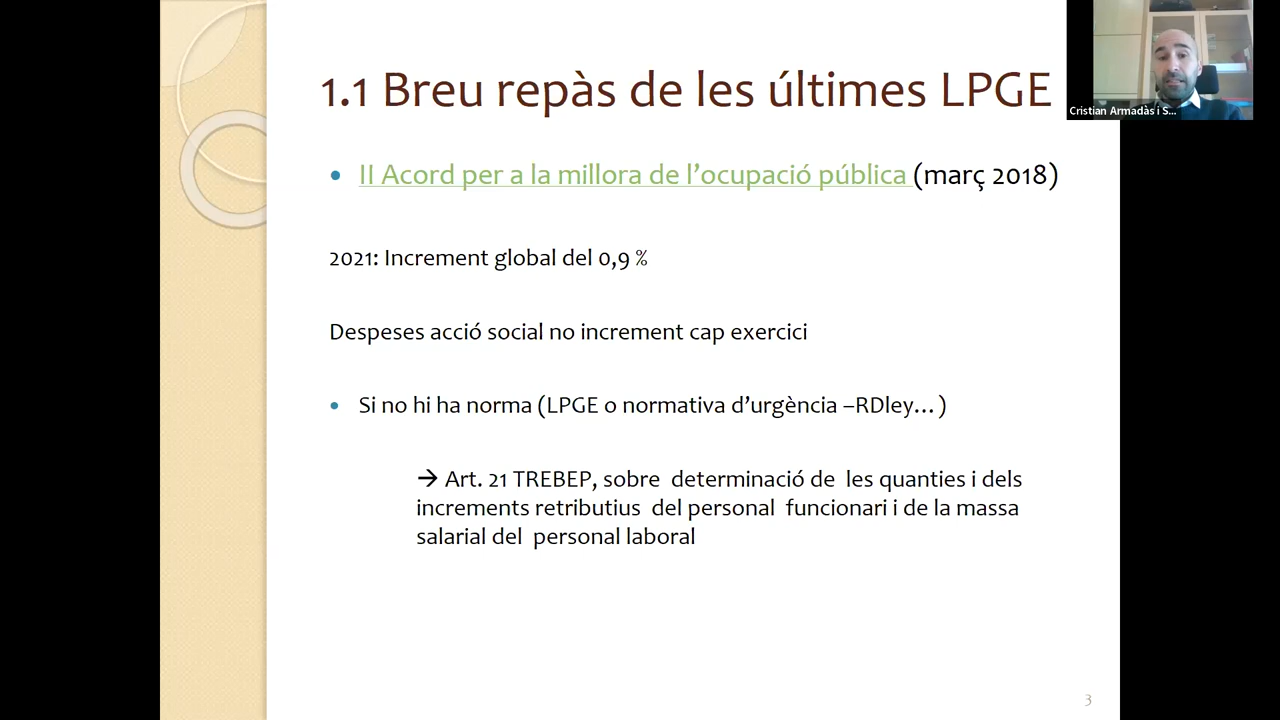 1.1 Breu repàs de les últimes LPGE
Cristian Armadàs i S...
• II Acord per a la millora de l’ocupació pública (març 2018)
2021: Increment global del 0,9 %
Despeses acció social no increment cap exercici
• Si no hi ha norma (LPGE o normativa d’urgència –RDley…)
→ Art. 21 TREBEP, sobre determinació de les quanties i dels
increments retributius del personal funcionari i de la massa
salarial del personal laboral
3